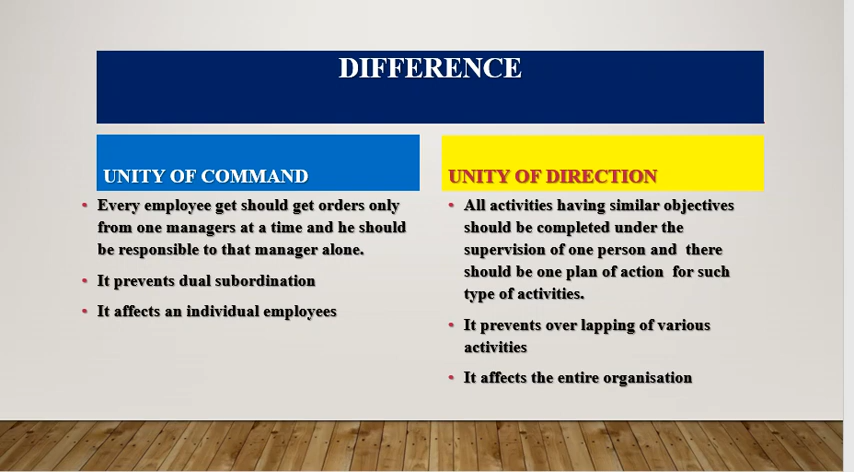 DIFFERENCE
UNITY OF COMMAND
• Every employee get should get orders only
from one managers at a time and he should
be responsible to that manager alone.
• It prevents dual subordination
• It affects an individual employees
UNITY OF DIRECTION
• All activities having similar objectives
should be completed under the
supervision of one person and there
should be one plan of action for such
type of activities.
• It prevents over lapping of various
activities
• It affects the entire organisation